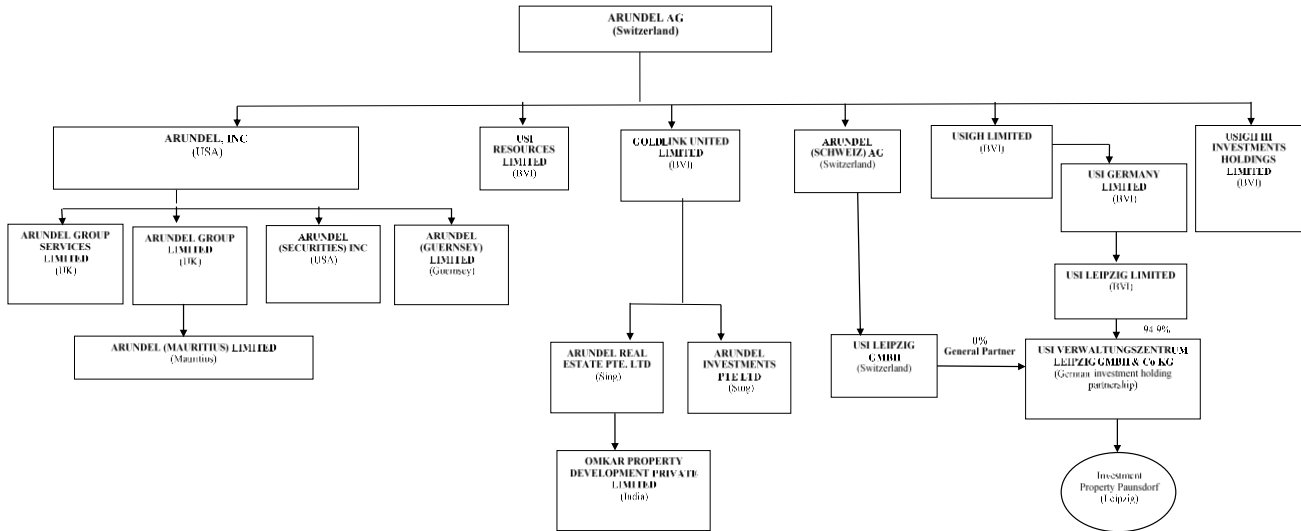 ARUNDEL AG
(Switzerland)
ARUNDEL, INC
(USA)
USI
RESOURCES
LIMITED
(BVI)
GOLDLINK UNITED
LIMITED
(BVI)
ARUNDEL
(SCHWEIZ) AG
(Switzerland)
USIGH LIMITED
(BVI)
USIGH III
INVESTMENTS
HOLDINGS
LIMITED
(BVI)
USI GERMANY
LIMITED
(BVI)
ARUNDEL GROUP
SERVICES
LIMITED
(UK)
ARUNDEL GROUP
LIMITED
(UK)
ARUNDEL
(SECURITIES) INC
(USA)
ARUNDEL
(GUERNSEY)
LIMITED
(Guernsey)
USI LEIPZIG LIMITED
(BVI)
94.9%
ARUNDEL (MAURITIUS) LIMITED
(Mauritius)
ARUNDEL REAL
ESTATE PTE. LTD
(Sing)
ARUNDEL
INVESTMENTS
PTE LTD
(Sing)
USI LEIPZIG
GMBH
(Switzerland)
0%
General Partner
USI VERWALTUNGSZENTRUM
LEIPZIG GMBH & Co KG
(German investment holding
partnership)
OMKAR PROPERTY
DEVELOPMENT PRIVATE
LIMITED
(India)
Investment
Property Paunsdorf
(Leipzig)